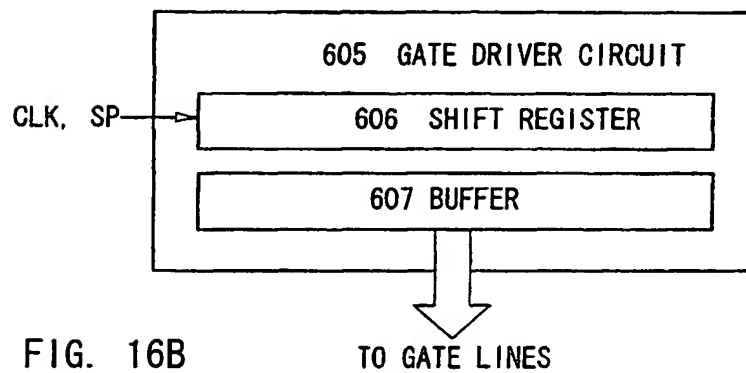 605 GATE DRIVER CIRCUIT
CLK, SP
606 SHIFT REGISTER
607 BUFFER
FIG. 16B
TO GATE LINES